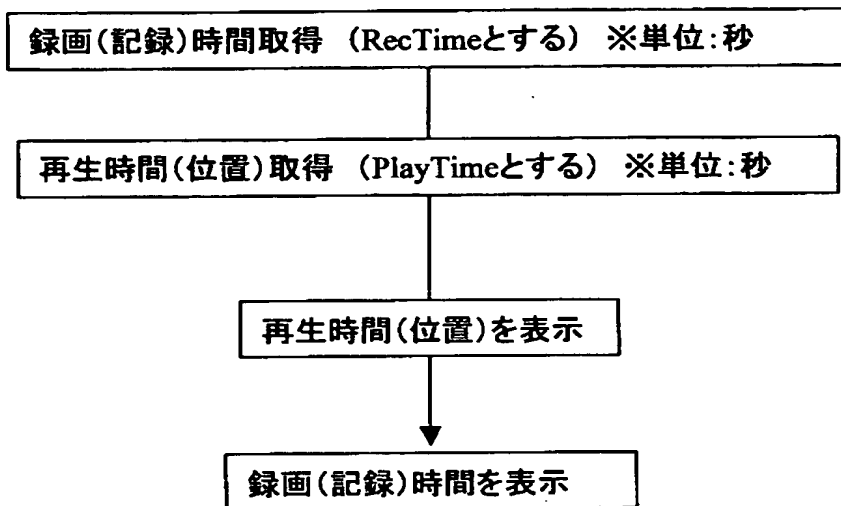 録画(記録)時間取得 (RecTimeとする) ※単位:秒
再生時間(位置)取得 (PlayTimeとする) ※単位:秒
再生時間(位置)を表示
録画(記録)時間を表示